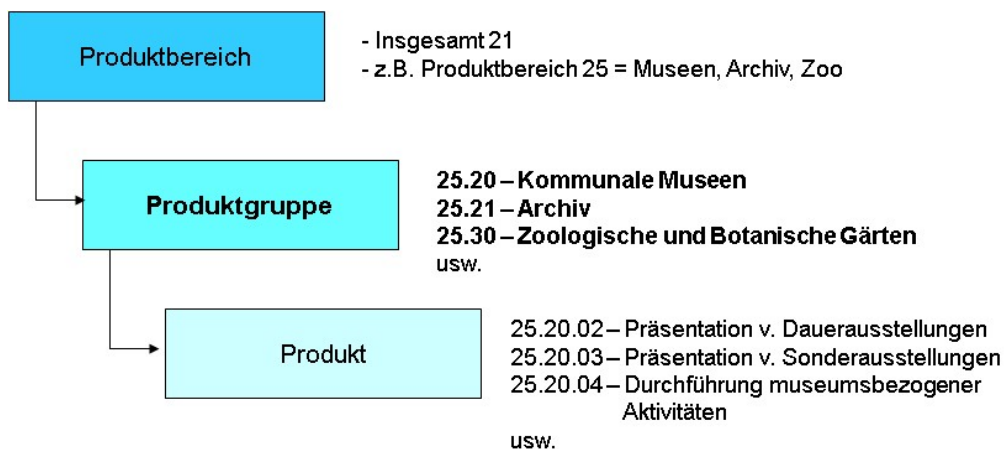 Produktbereich
- Insgesamt 21
- z.B. Produktbereich 25 = Museen, Archiv, Zoo
Produktgruppe
25.20 – Kommunale Museen
25.21 – Archiv
25.30 – Zoologische und Botanische Gärten
usw.
Produkt
25.20.02 – Präsentation v. Dauerausstellungen
25.20.03 – Präsentation v. Sonderausstellungen
25.20.04 – Durchführung museumsbezogener
Aktivitäten
usw.